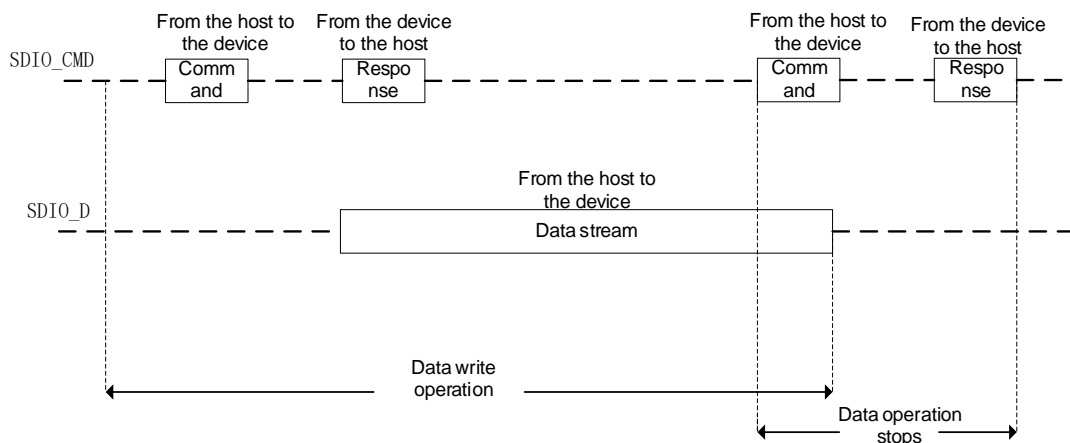 From the host to
the device
From the device
to the host
From the host to
the device
From the device
to the host
SDIO_CMD
Comm
and
Respo
nse
Comm
and
Respo
nse
From the host to
the device
SDIO_D
Data stream
Data write
operation
Data operation
stops